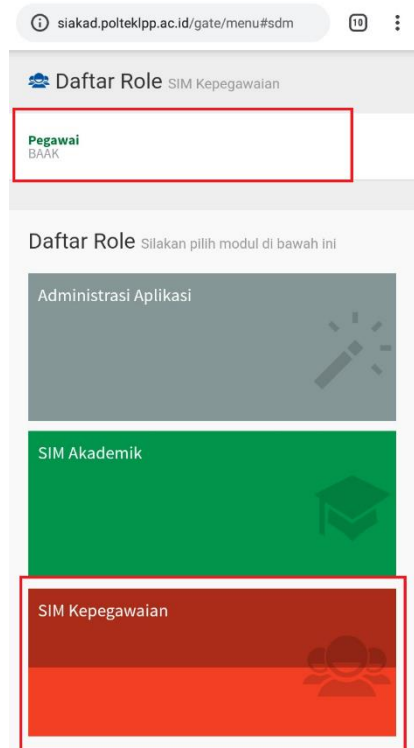 siakad.polteklpp.ac.id/gate/menu#sdm 10
Daftar Role SIM Kepegawaian
Pegawai
BAAK
Daftar Role Silakan pilih modul di bawah ini
Administrasi Aplikasi
SIM Akademik
SIM Kepegawaian